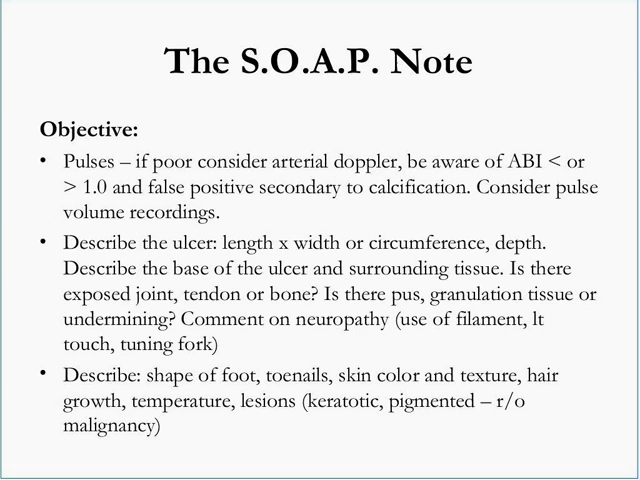 The S.O.A.P. Note
Objective:
• Pulses – if poor consider arterial doppler, be aware of ABI < or
> 1.0 and false positive secondary to calcification. Consider pulse
volume recordings.
• Describe the ulcer: length x width or circumference, depth.
Describe the base of the ulcer and surrounding tissue. Is there
exposed joint, tendon or bone? Is there pus, granulation tissue or
undermining? Comment on neuropathy (use of filament, lt
touch, tuning fork)
• Describe: shape of foot, toenails, skin color and texture, hair
growth, temperature, lesions (keratotic, pigmented – r/o
malignancy)